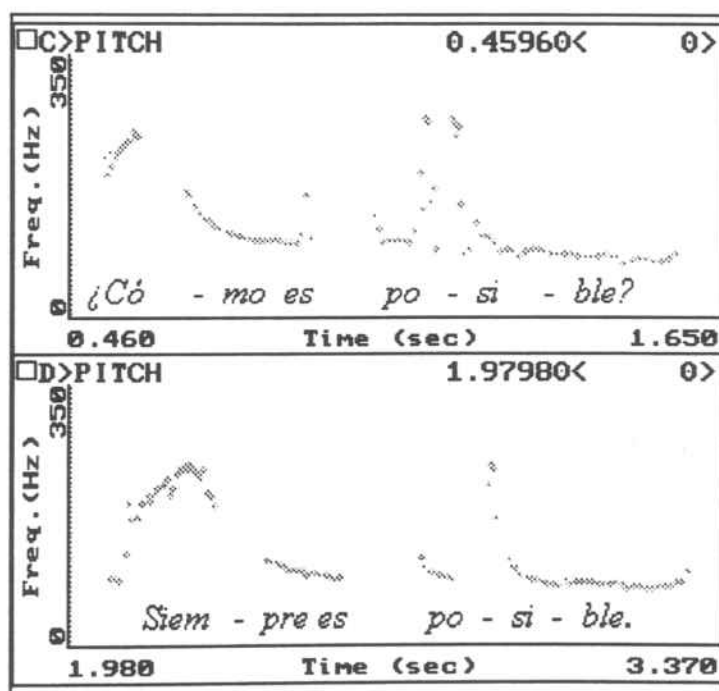 C>PITCH 0.45960< 0>
350
Freq.(Hz)
0
¿Có - mo es po - si - ble?
0.460 Time (sec) 1.650
D>PITCH 1.97980< 0>
350
Freq.(Hz)
0
Siem - pre es po - si - ble.
1.980 Time (sec) 3.370